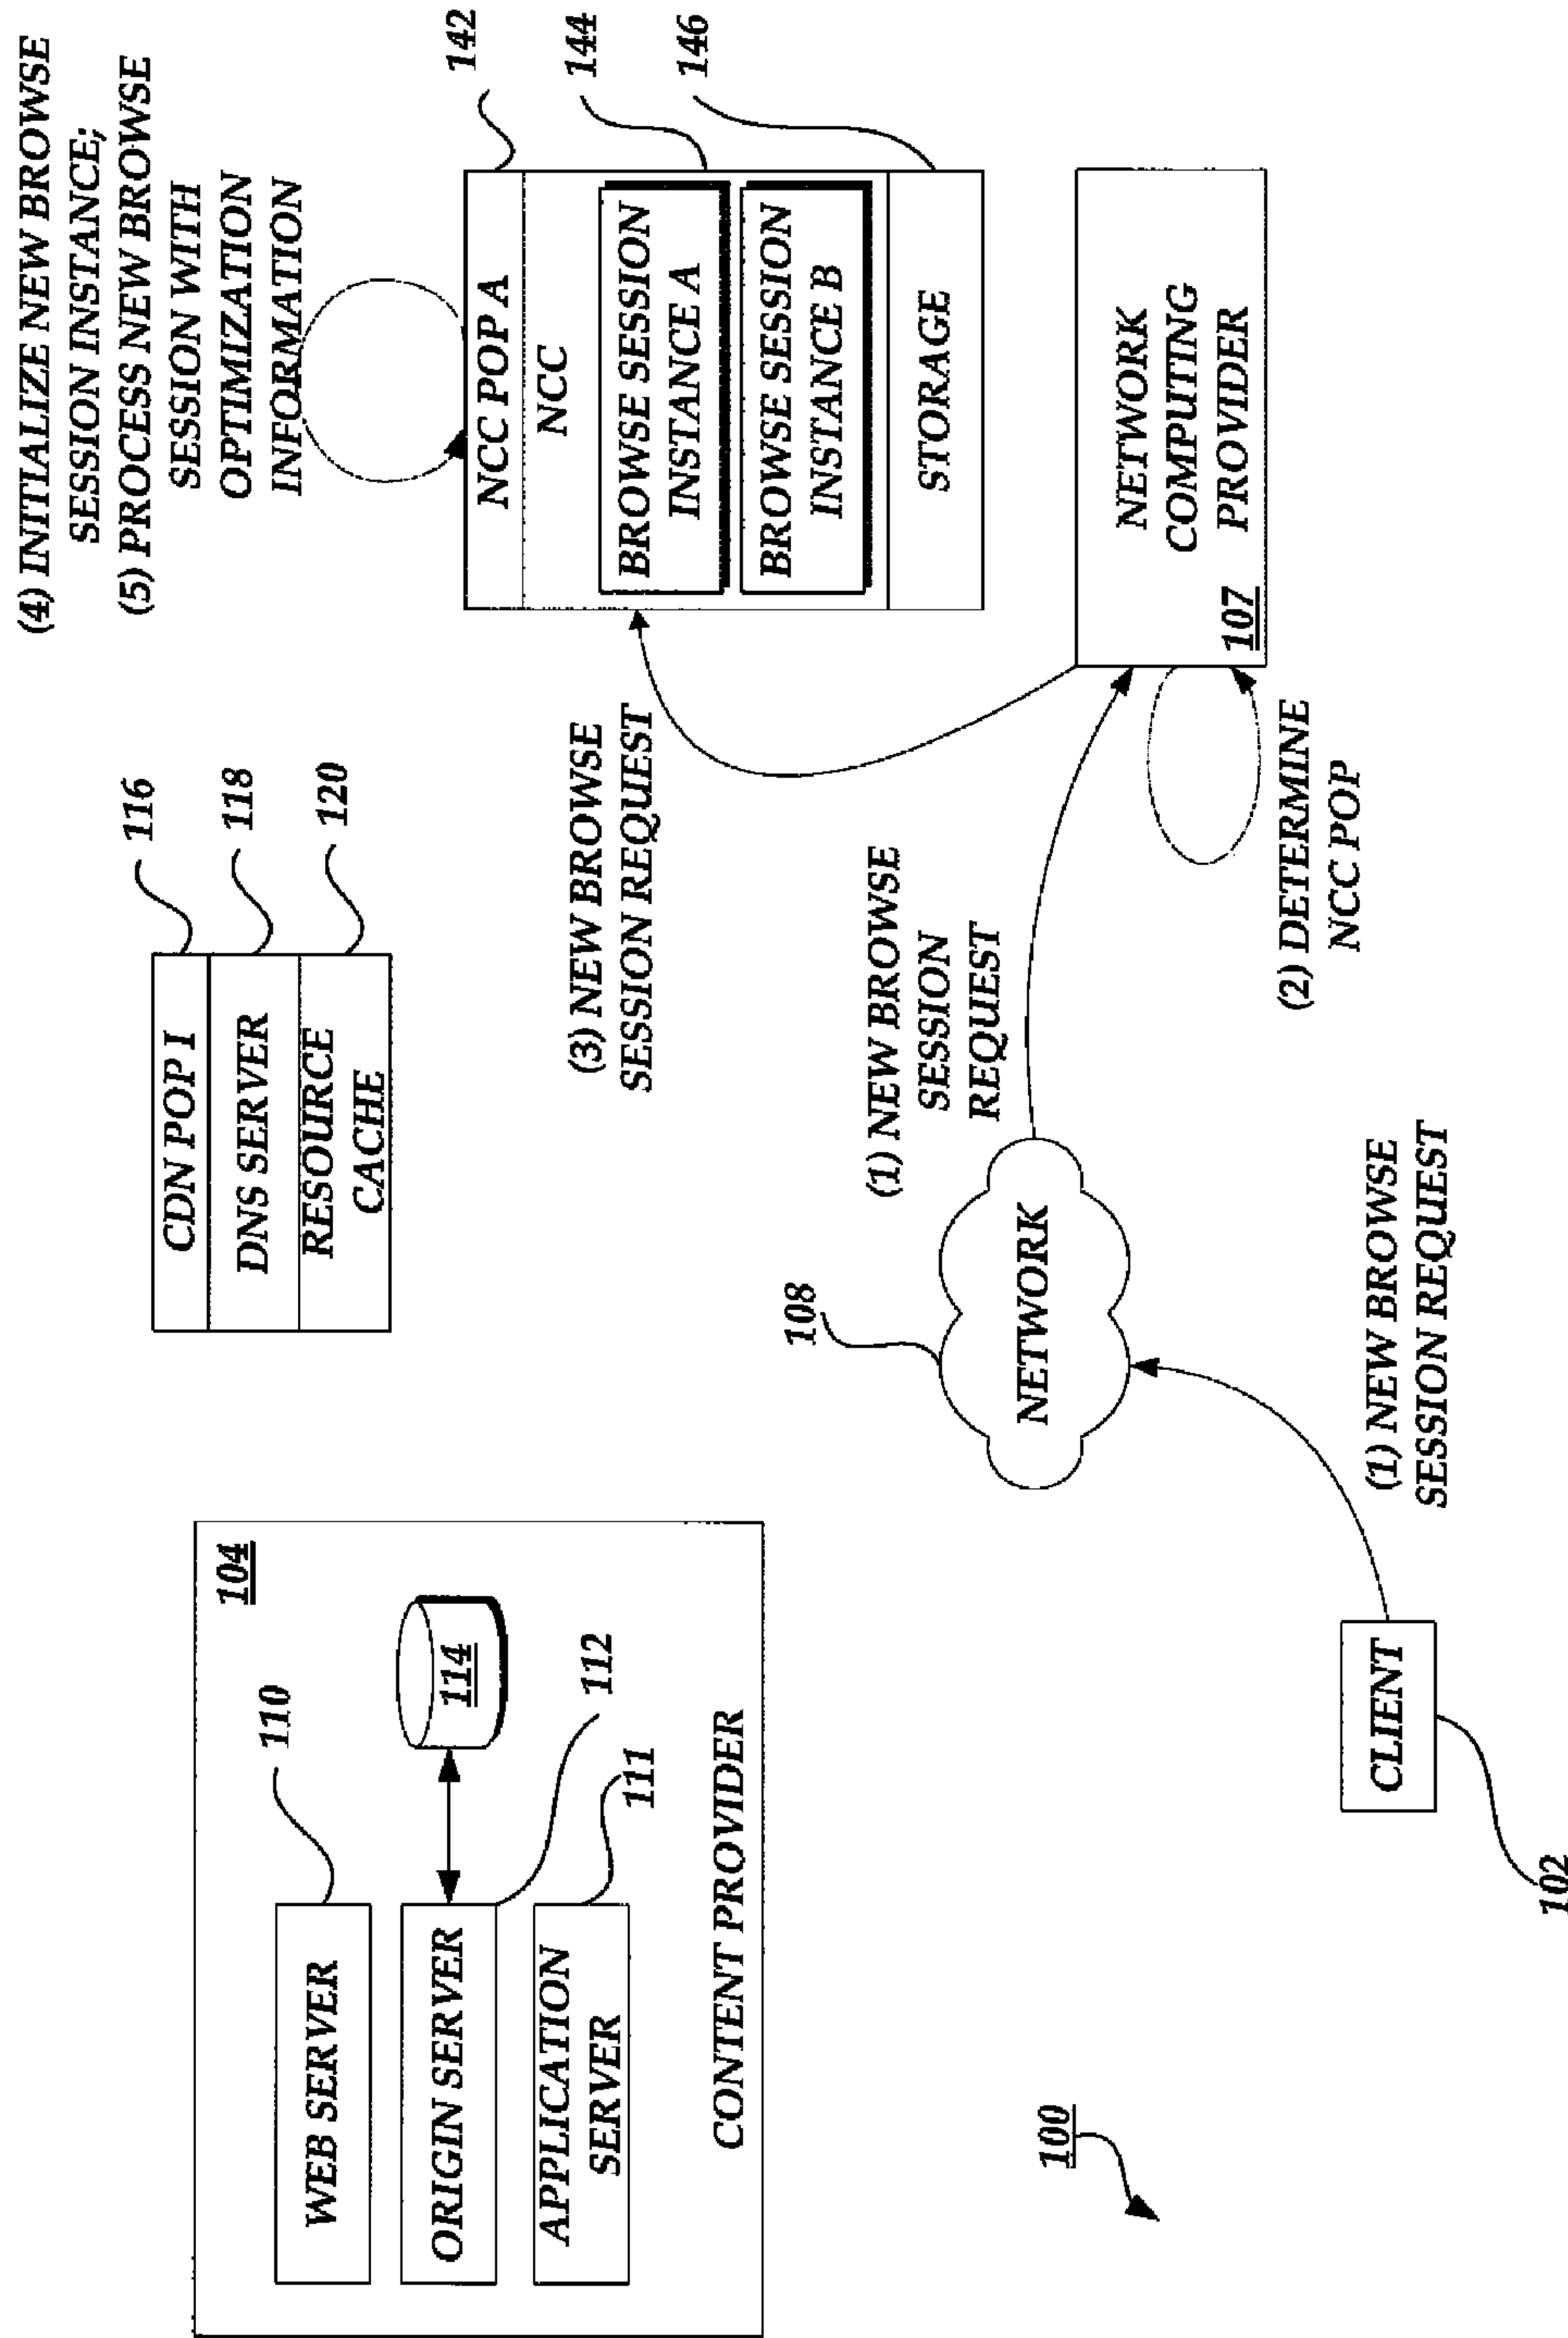 (4) INITIALIZE NEW BROWSE
SESSION INSTANCE;
(5) PROCESS NEW BROWSE
SESSION WITH
OPTIMIZATION
INFORMATION
104
WEB SERVER
110
ORIGIN SERVER
114
112
APPLICATION
SERVER
111
CONTENT PROVIDER
CDN POP I
116
DNS SERVER
118
RESOURCE
CACHE
120
NCC POP A
142
NCC
BROWSE SESSION
INSTANCE A
144
BROWSE SESSION
INSTANCE B
STORAGE
146
(3) NEW BROWSE
SESSION REQUEST
108
NETWORK
(1) NEW BROWSE
SESSION
REQUEST
NETWORK
COMPUTING
PROVIDER
107
(2) DETERMINE
NCC POP
(1) NEW BROWSE
SESSION REQUEST
CLIENT
102
100